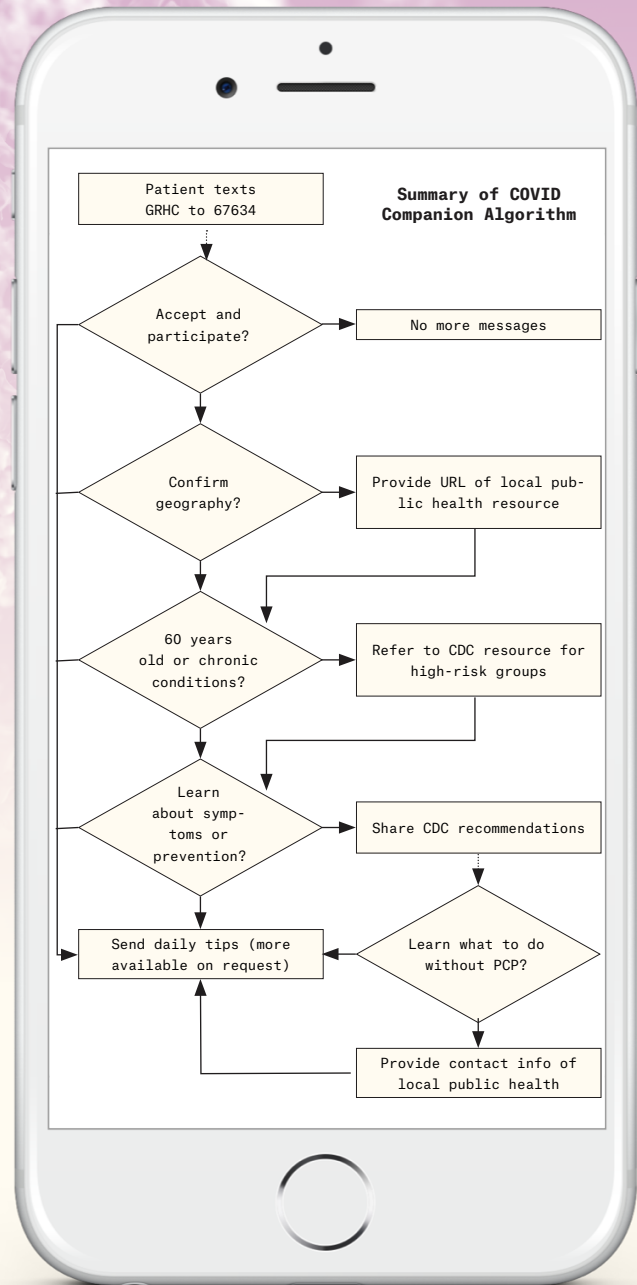 Patient texts
GRHC to 67634
Summary of COVID
Companion Algorithm
Accept and
participate?
No more messages
Confirm
geography?
Provide URL of local pub-
lic health resource
60 years
old or chronic
conditions?
Refer to CDC resource for
high-risk groups
Learn
about symp-
toms or
prevention?
Share CDC recommendations
Send daily tips (more
available on request)
Learn what to do
without PCP?
Provide contact info of
local public health